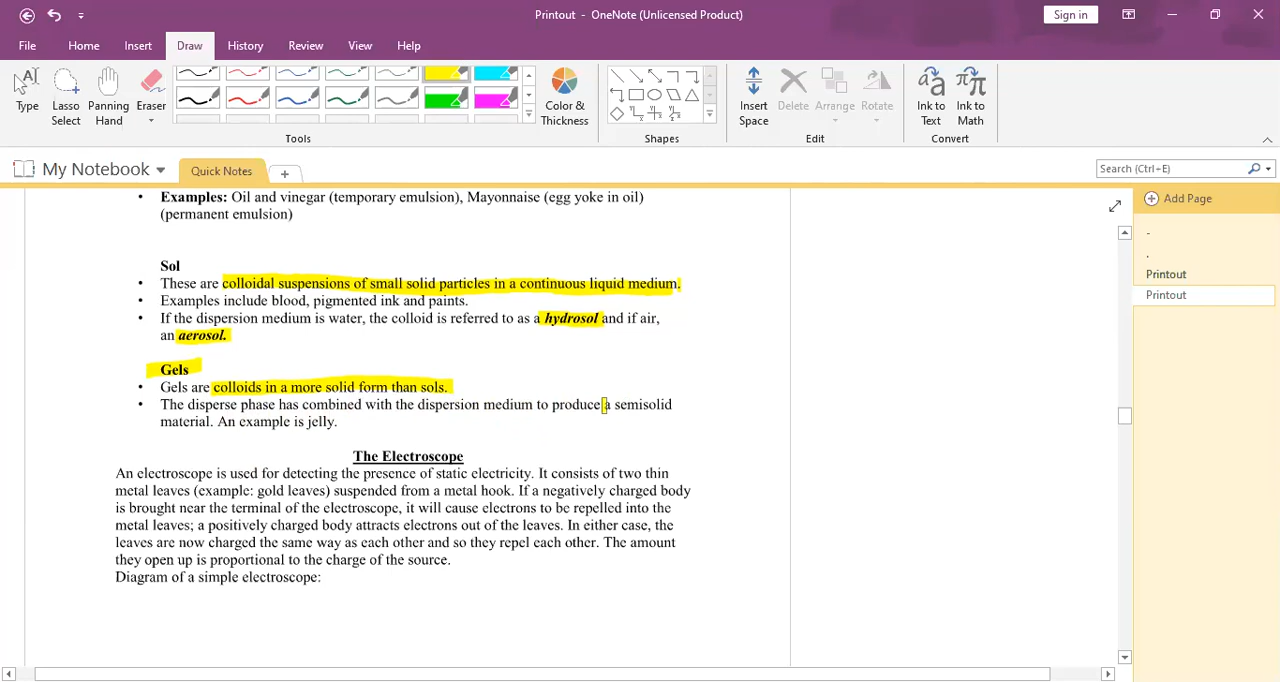 Printout - OneNote (Unlicensed Product)
Sign in
File Home Insert Draw History Review View Help
Type
Lasso Select
Panning Hand
Eraser
Color & Thickness
Insert Space
Delete
Arrange
Rotate
Ink to Text
Ink to Math
Tools
Shapes
Edit
Convert
My Notebook
Quick Notes
Search (Ctrl+E)
Add Page
-
.
Printout
Printout
• Examples: Oil and vinegar (temporary emulsion), Mayonnaise (egg yoke in oil)
(permanent emulsion)
Sol
• These are colloidal suspensions of small solid particles in a continuous liquid medium.
• Examples include blood, pigmented ink and paints.
• If the dispersion medium is water, the colloid is referred to as a hydrosol and if air,
an aerosol.
Gels
• Gels are colloids in a more solid form than sols.
• The disperse phase has combined with the dispersion medium to produce a semisolid
material. An example is jelly.
The Electroscope
An electroscope is used for detecting the presence of static electricity. It consists of two thin
metal leaves (example: gold leaves) suspended from a metal hook. If a negatively charged body
is brought near the terminal of the electroscope, it will cause electrons to be repelled into the
metal leaves; a positively charged body attracts electrons out of the leaves. In either case, the
leaves are now charged the same way as each other and so they repel each other. The amount
they open up is proportional to the charge of the source.
Diagram of a simple electroscope: